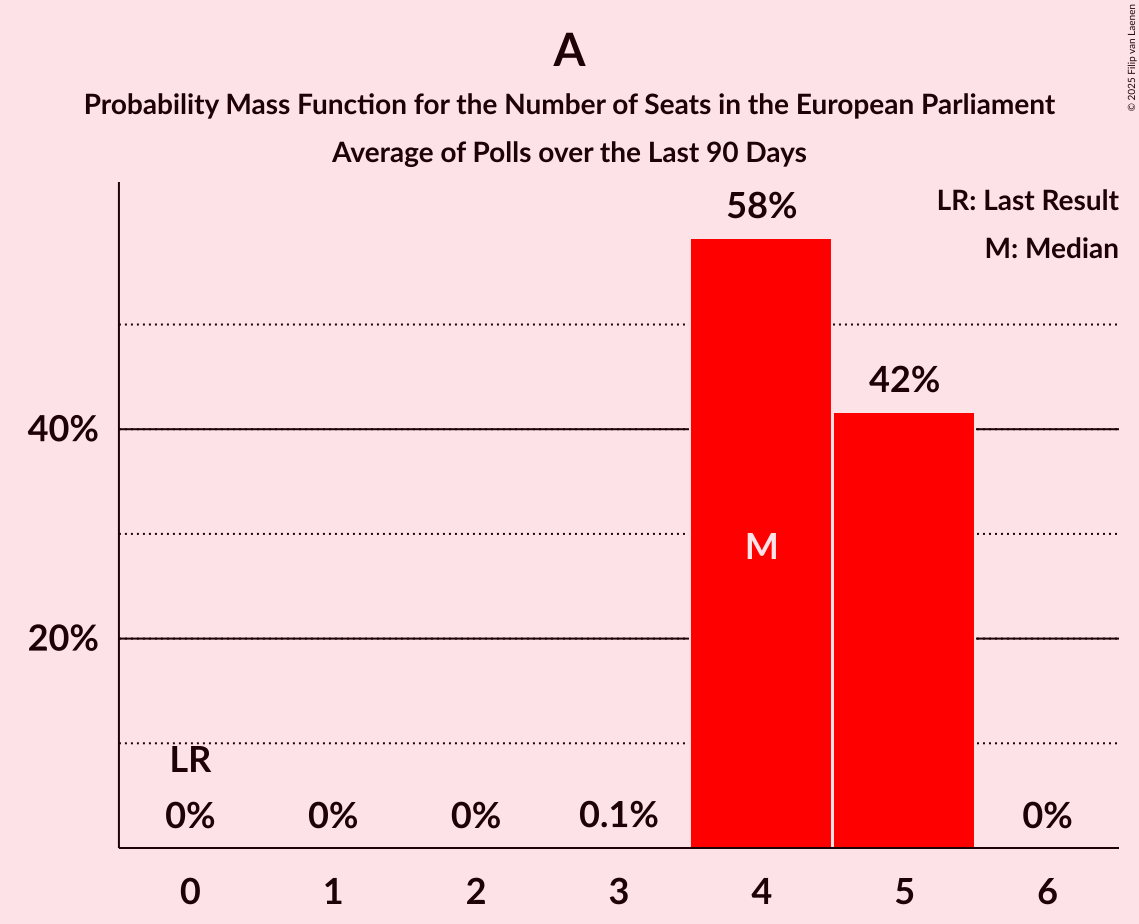 A
Probability Mass Function for the Number of Seats in the European Parliament
Average of Polls over the Last 90 Days
© 2025 Filip van Laenen
LR: Last Result
M: Median
58%
42%
40%
M
20%
LR
0% 0% 0% 0.1% 0%
0 1 2 3 4 5 6